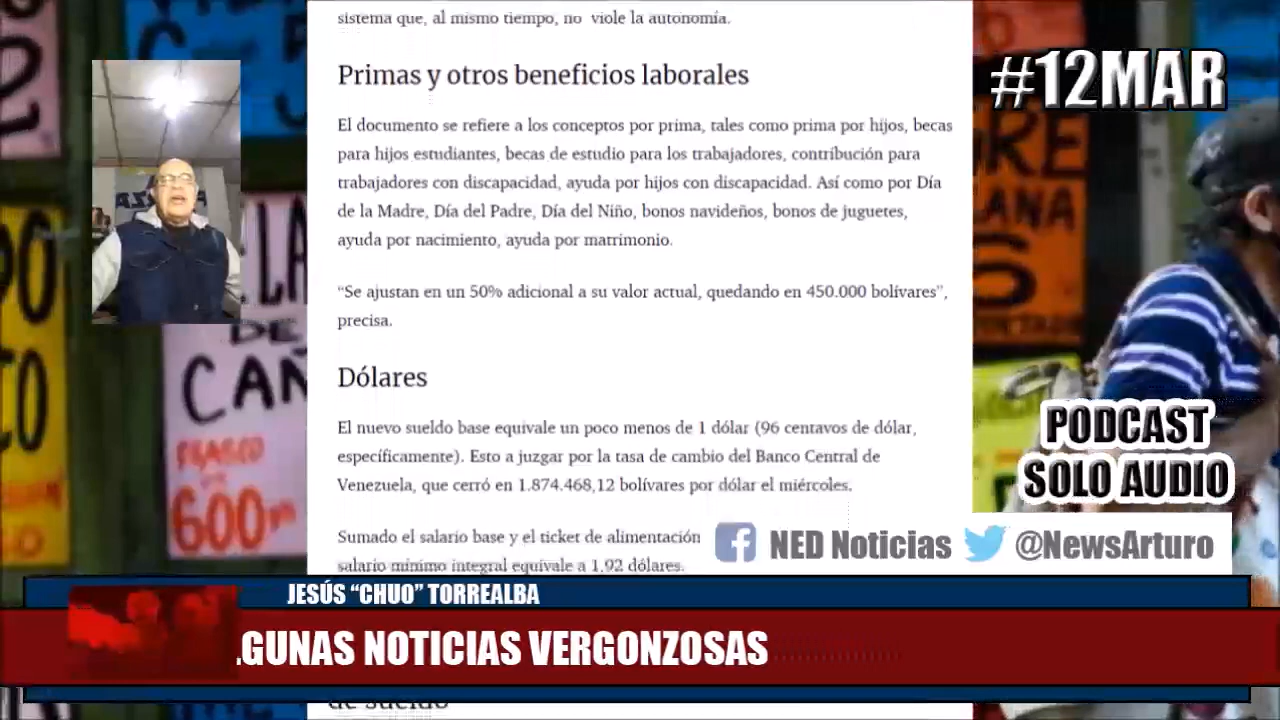 sistema que, al mismo tiempo, no viole la autonomía.
Primas y otros beneficios laborales
El documento se refiere a los conceptos por prima, tales como prima por hijos, becas
para hijos estudiantes, becas de estudio para los trabajadores, contribución para
trabajadores con discapacidad, ayuda por hijos con discapacidad. Así como por Día
de la Madre, Día del Padre, Día del Niño, bonos navideños, bonos de juguetes,
ayuda por nacimiento, ayuda por matrimonio.
“Se ajustan en un 50% adicional a su valor actual, quedando en 450.000 bolívares”,
precisa.
Dólares
El nuevo sueldo base equivale un poco menos de 1 dólar (96 centavos de dólar,
específicamente). Esto a juzgar por la tasa de cambio del Banco Central de
Venezuela, que cerró en 1.874.468,12 bolívares por dólar el miércoles.
Sumado el salario base y el ticket de alimentación
salario mínimo integral equivale a 1,92 dólares.
de sueldo
#12MAR
PODCAST
SOLO AUDIO
NED Noticias @NewsArturo
JESÚS “CHUO” TORREALBA
.GUNAS NOTICIAS VERGONZOSAS
LA
DE
CAÑ
FRASCO
600